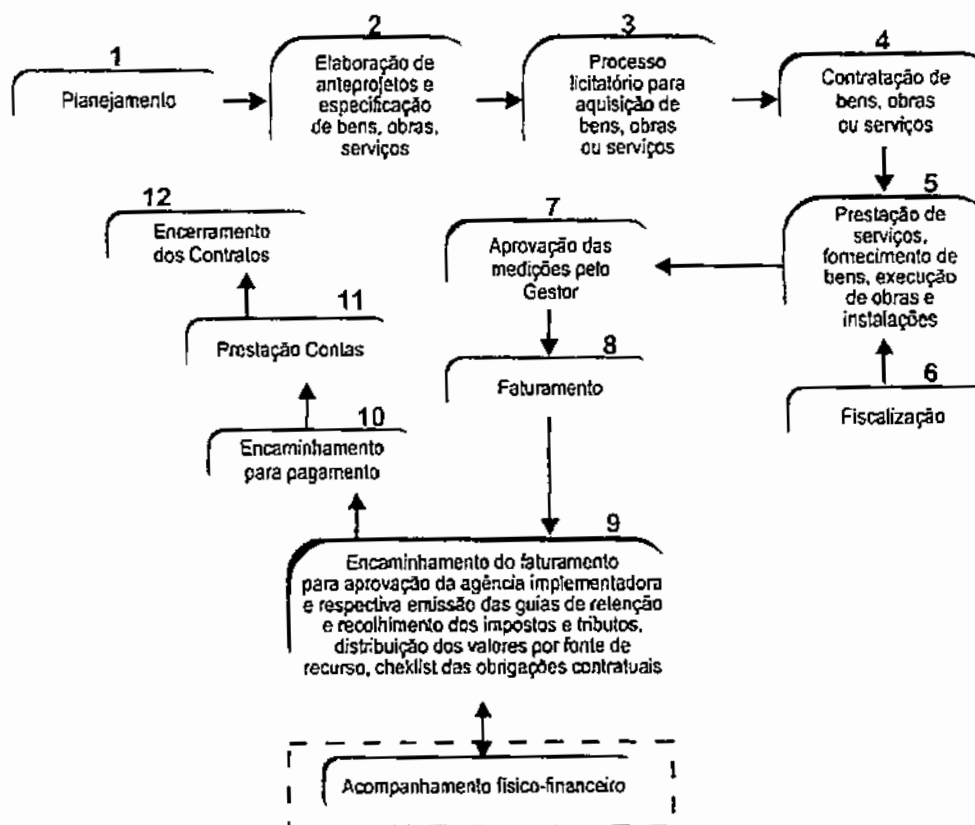 1
Planejamento
2
Elaboração de
anteprojetos e
especificação
de bens, obras,
serviços
3
Processo
licitatório para
aquisição de
bens, obras
ou serviços
4
Contratação de
bens, obras
ou serviços
5
Prestação de
serviços,
fornecimento de
bens, execução
de obras e
instalações
6
Fiscalização
7
Aprovação das
medições pelo
Gestor
8
Faturamento
9
Encaminhamento do faturamento
para aprovação da agência implementadora
e respectiva emissão das guias de retenção
e recolhimento dos impostos e tributos,
distribuição dos valores por fonte de
recurso, cheklist das obrigações contratuais
10
Encaminhamento
para pagamento
11
Prestação Contas
12
Encerramento
dos Contratos
Acompanhamento físico-financeiro